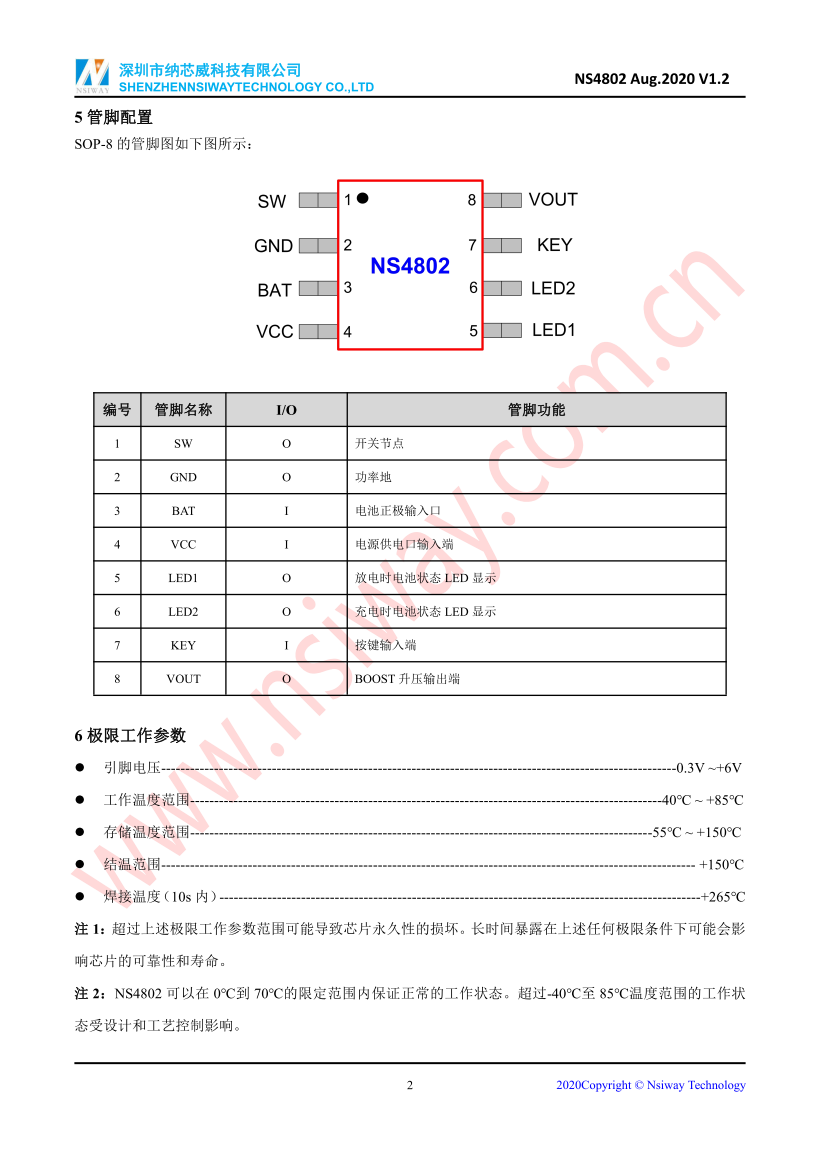 深圳市纳芯威科技有限公司
SHENZHENNSIWAYTECHNOLOGY CO.,LTD
NSIWAY
NS4802 Aug.2020 V1.2
5 管脚配置
SOP-8 的管脚图如下图所示：
SW 1 8 VOUT
GND 2 7 KEY
NS4802
BAT 3 6 LED2
VCC 4 5 LED1
编号 管脚名称 I/O 管脚功能
1 SW O 开关节点
2 GND O 功率地
3 BAT I 电池正极输入口
4 VCC I 电源供电口输入端
5 LED1 O 放电时电池状态 LED 显示
6 LED2 O 充电时电池状态 LED 显示
7 KEY I 按键输入端
8 VOUT O BOOST 升压输出端
www.nsiway.com.cn
6 极限工作参数
● 引脚电压-----------------------------------------------------------------------------------------------------------0.3V ~+6V
● 工作温度范围--------------------------------------------------------------------------------------------------40℃ ~ +85℃
● 存储温度范围------------------------------------------------------------------------------------------------55℃ ~ +150℃
● 结温范围--------------------------------------------------------------------------------------------------------------- +150℃
● 焊接温度（10s 内）----------------------------------------------------------------------------------------------------+265℃
注 1：超过上述极限工作参数范围可能导致芯片永久性的损坏。长时间暴露在上述任何极限条件下可能会影
响芯片的可靠性和寿命。
注 2：NS4802 可以在 0℃到 70℃的限定范围内保证正常的工作状态。超过-40℃至 85℃温度范围的工作状
态受设计和工艺控制影响。
2
2020Copyright © Nsiway Technology